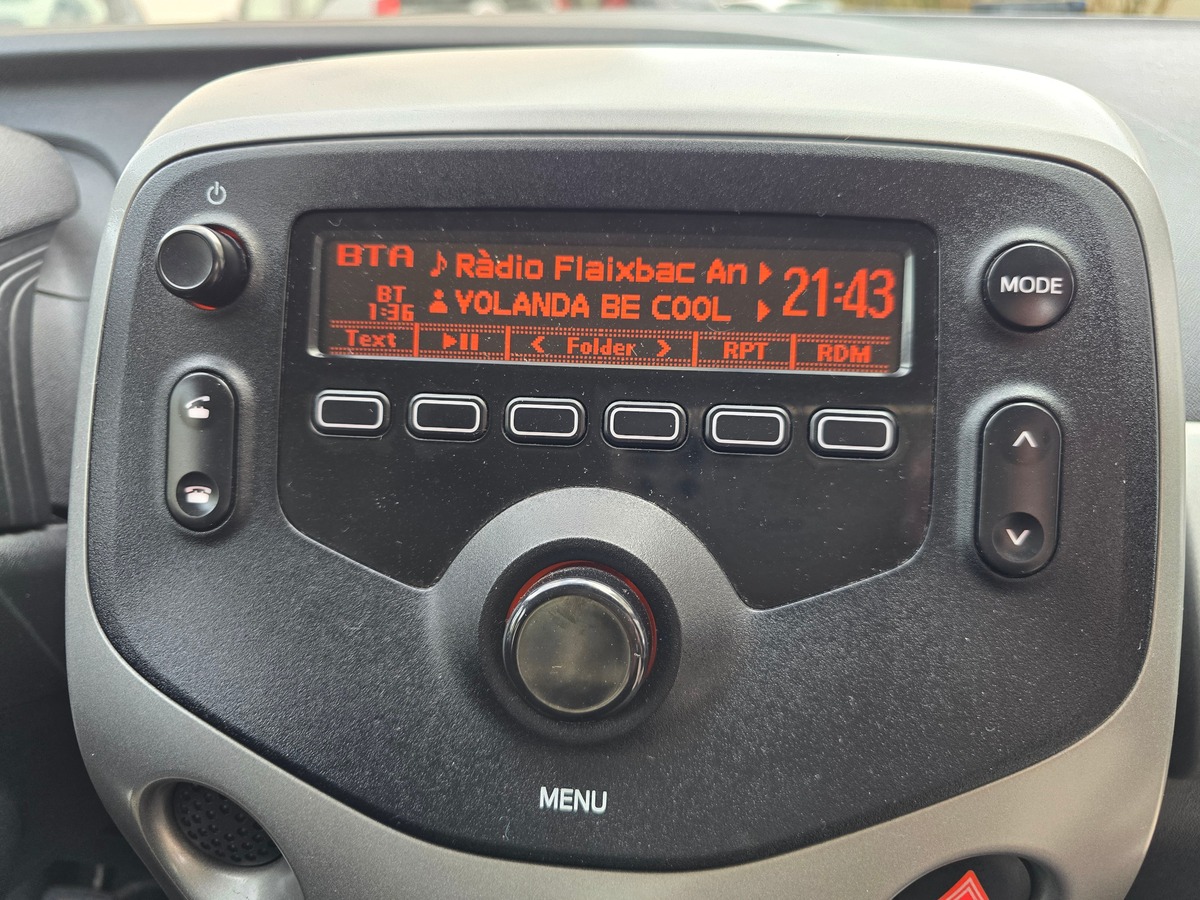 BTA
Ràdio Flaixbac An
21:43
BT
1:36
YOLANDA BE COOL
Text
Folder
RPT
RDM
MODE
MENU